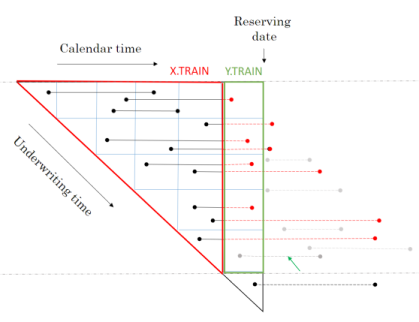 Reserving
date
Calendar time
X.TRAIN
Y.TRAIN
Underwriting time